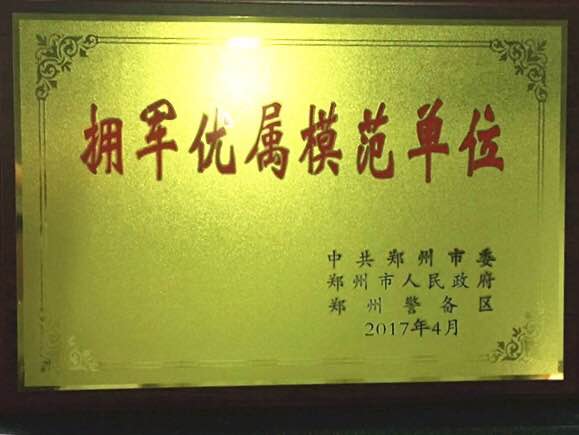 拥军优属模范单位
中共郑州市委
郑州市人民政府
郑州警备区
2017年4月